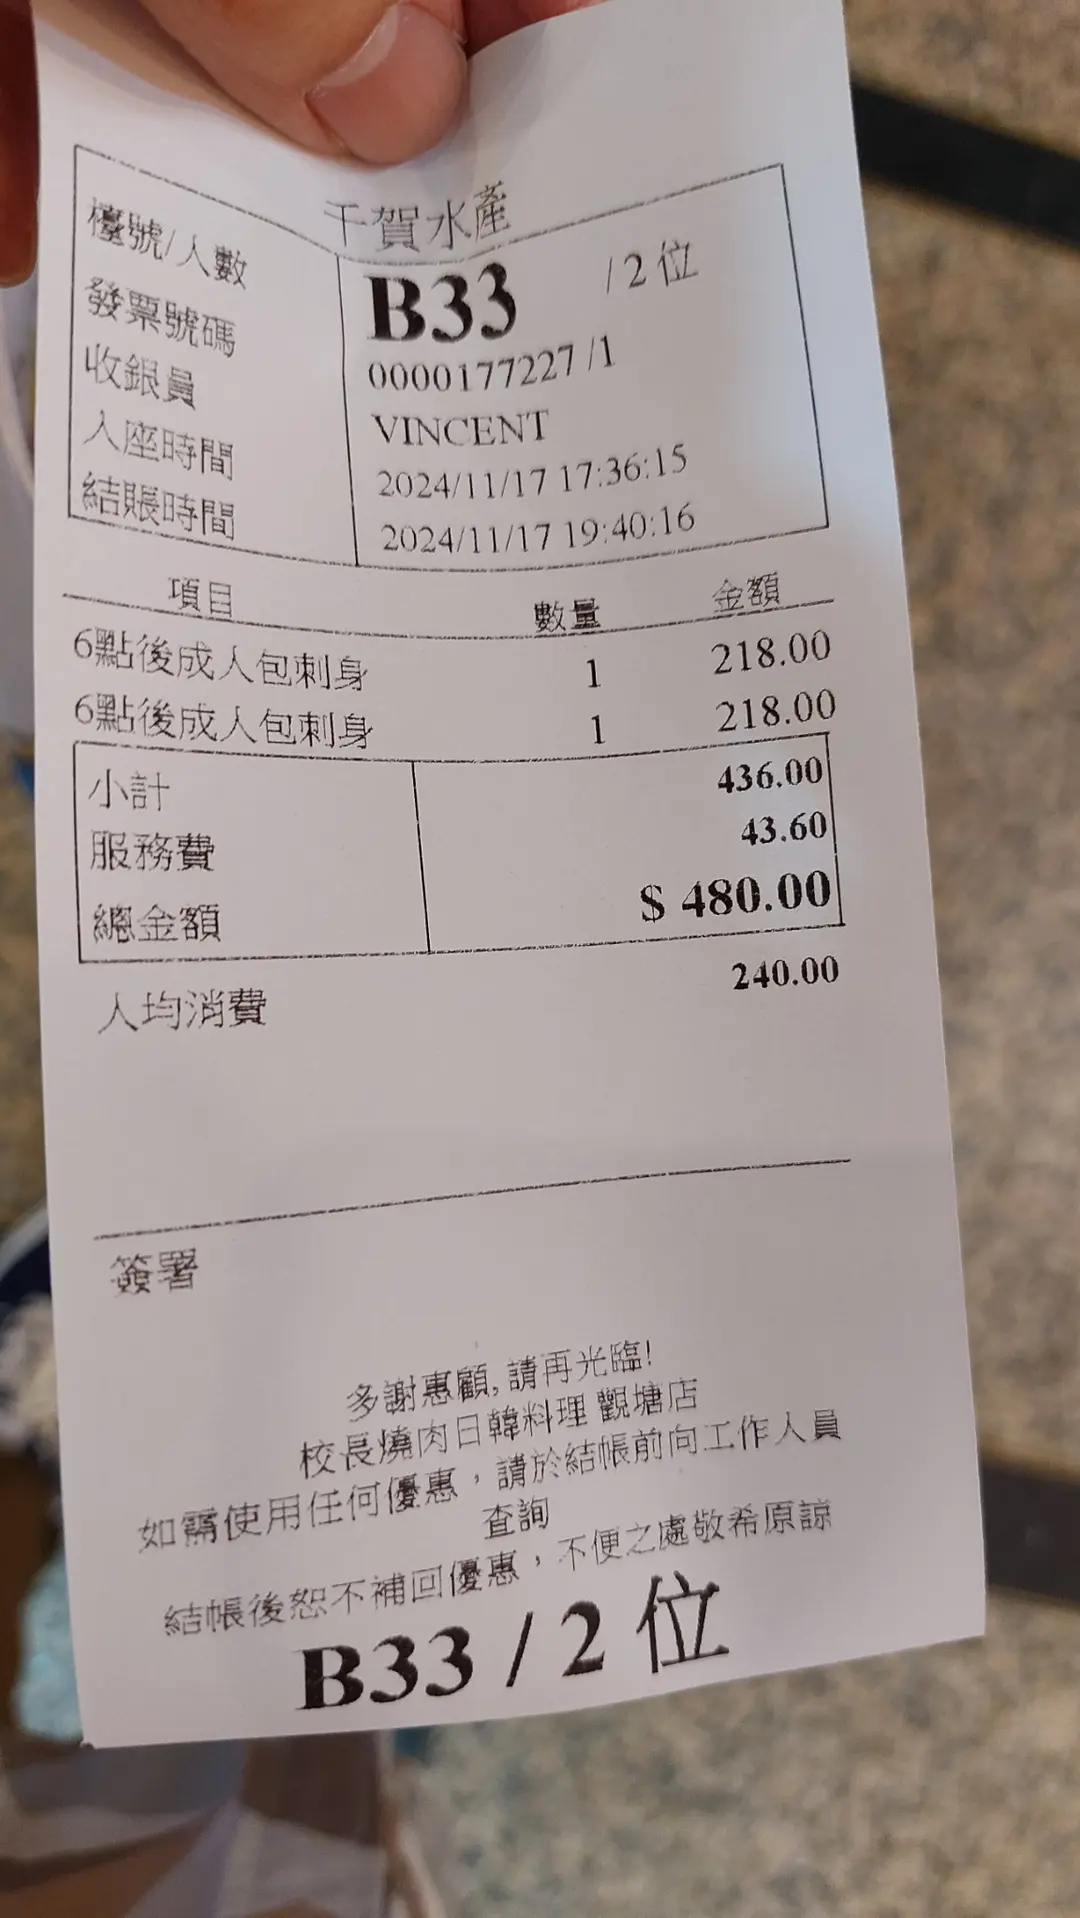 千賀水產
檯號/人數 B33 /2位
發票號碼 0000177227 /1
收銀員 VINCENT
入座時間 2024/11/17 17:36:15
結賬時間 2024/11/17 19:40:16
項目 數量 金額
6點後成人包刺身 1 218.00
6點後成人包刺身 1 218.00
小計 436.00
服務費 43.60
總金額 $ 480.00
人均消費 240.00
簽署
多謝惠顧, 請再光臨!
校長燒肉日韓料理 觀塘店
如需使用任何優惠，請於結帳前向工作人員
查詢
結帳後恕不補回優惠，不便之處敬希原諒
B33 / 2 位